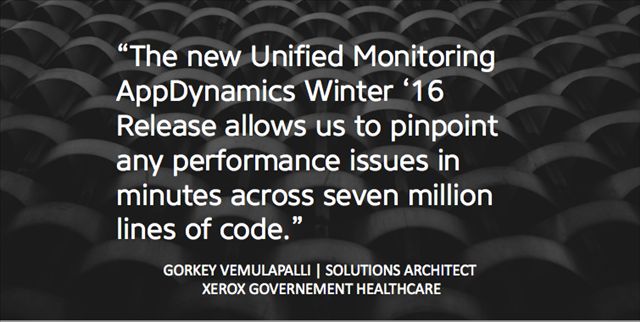 “The new Unified Monitoring
AppDynamics Winter ‘16
Release allows us to pinpoint
any performance issues in
minutes across seven million
lines of code.”
GORKEY VEMULAPALLI | SOLUTIONS ARCHITECT
XEROX GOVERNEMENT HEALTHCARE